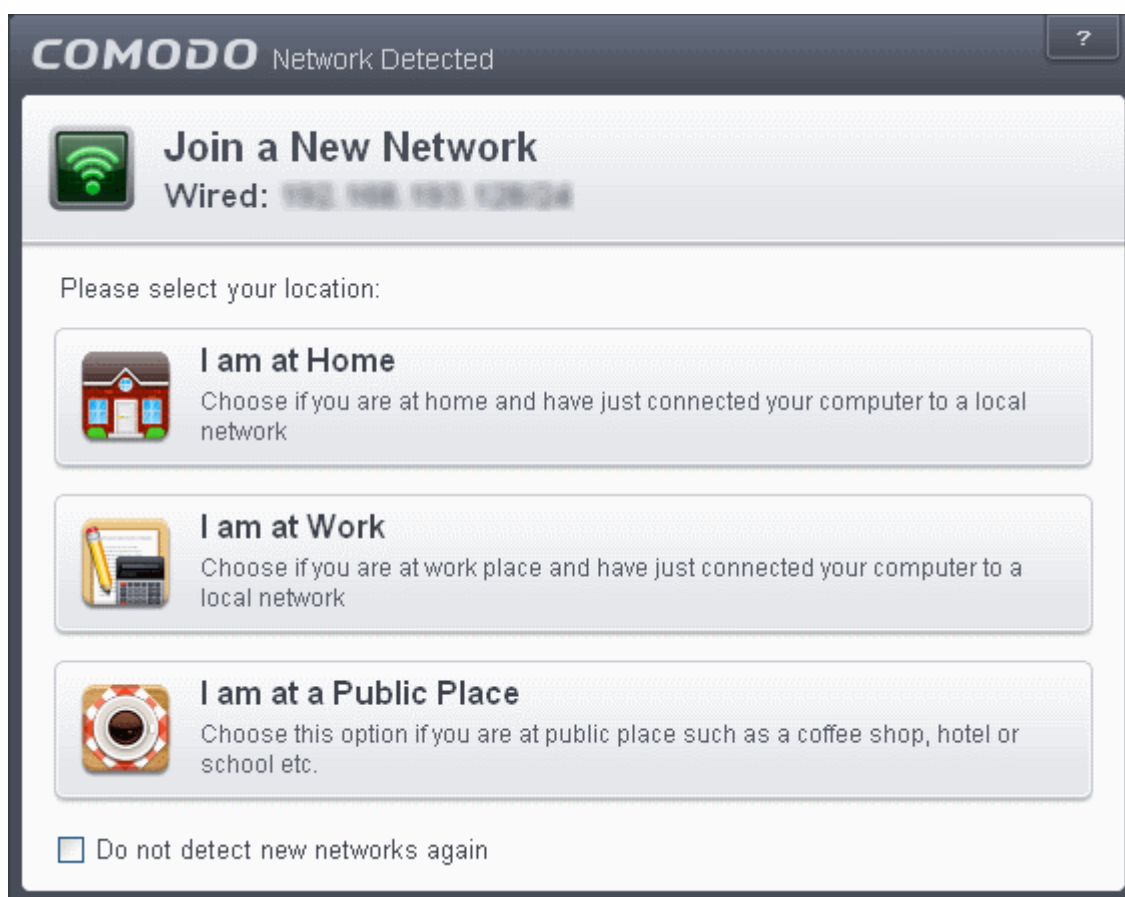 COMODO Network Detected
?
Join a New Network
Wired:
Please select your location:
I am at Home
Choose if you are at home and have just connected your computer to a local
network
I am at Work
Choose if you are at work place and have just connected your computer to a
local network
I am at a Public Place
Choose this option if you are at public place such as a coffee shop, hotel or
school etc.
Do not detect new networks again